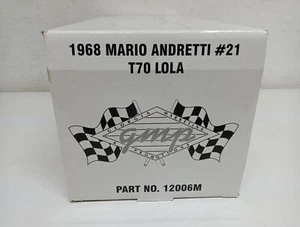 1968 MARIO ANDRETTI #21
T70 LOLA
gmp
PART NO. 12006M